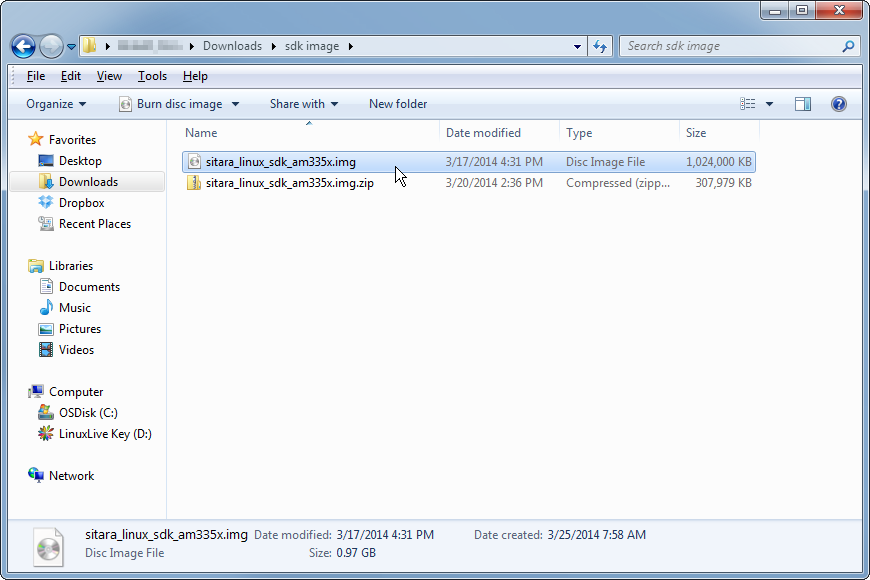 Downloads sdk image Search sdk image
File Edit View Tools Help
Organize Burn disc image Share with New folder
Name Date modified Type Size
sitara_linux_sdk_am335x.img 3/17/2014 4:31 PM Disc Image File 1,024,000 KB
sitara_linux_sdk_am335x.img.zip 3/20/2014 2:36 PM Compressed (zipp... 307,979 KB
Favorites
Desktop
Downloads
Dropbox
Recent Places
Libraries
Documents
Music
Pictures
Videos
Computer
OSDisk (C:)
LinuxLive Key (D:)
Network
sitara_linux_sdk_am335x.img Date modified: 3/17/2014 4:31 PM Date created: 3/25/2014 7:58 AM
Disc Image File Size: 0.97 GB